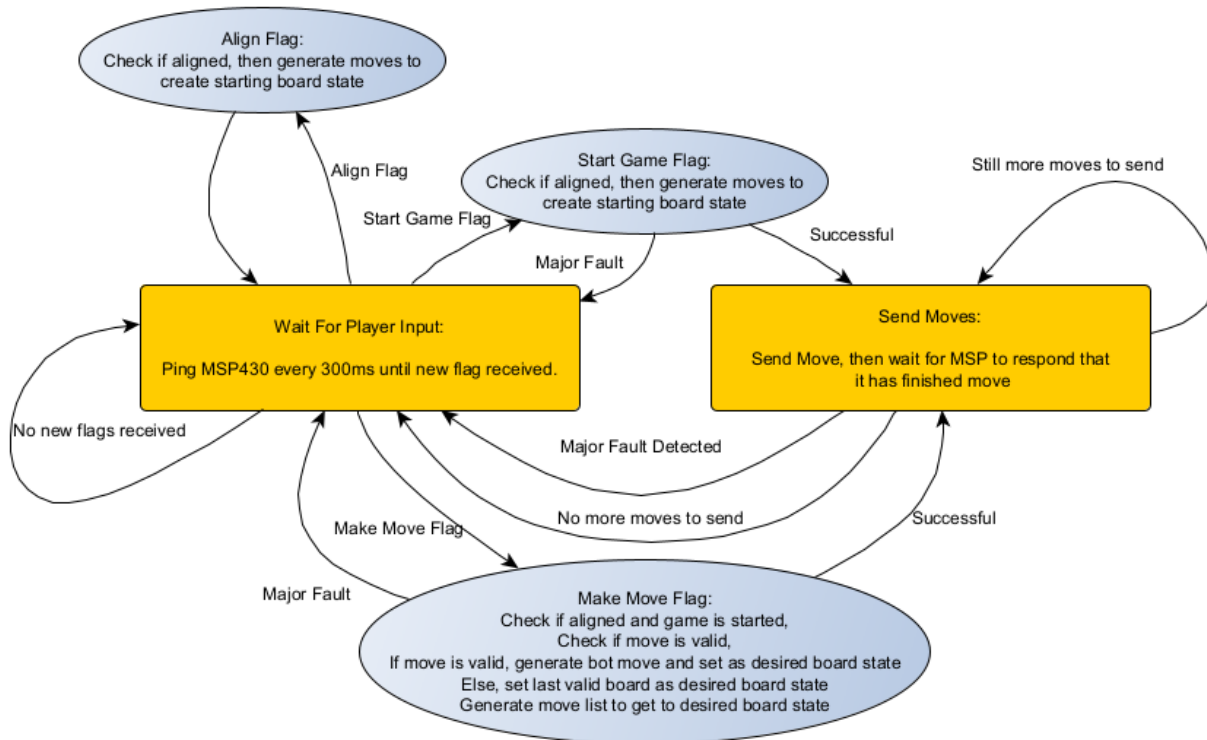 Align Flag:
Check if aligned, then generate moves to
create starting board state
Align Flag
Start Game Flag:
Check if aligned, then generate moves to
create starting board state
Still more moves to send
Start Game Flag
Successful
Major Fault
Wait For Player Input:
Ping MSP430 every 300ms until new flag received.
Send Moves:
Send Move, then wait for MSP to respond that
it has finished move
No new flags received
Major Fault Detected
No more moves to send
Successful
Make Move Flag
Major Fault
Make Move Flag:
Check if aligned and game is started,
Check if move is valid,
If move is valid, generate bot move and set as desired board state
Else, set last valid board as desired board state
Generate move list to get to desired board state